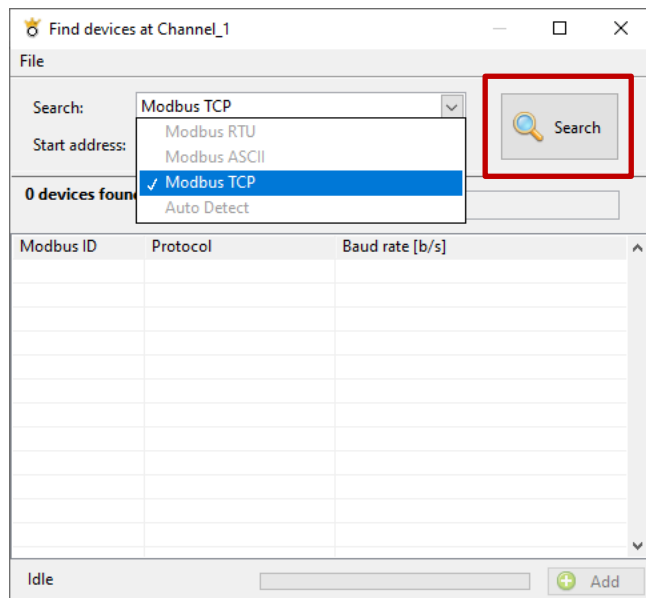 Find devices at Channel_1
File
Search: Modbus TCP
Search
Modbus RTU
Start address:
Modbus ASCII
✓ Modbus TCP
0 devices foun
Auto Detect
Modbus ID Protocol Baud rate [b/s]
Idle
Add